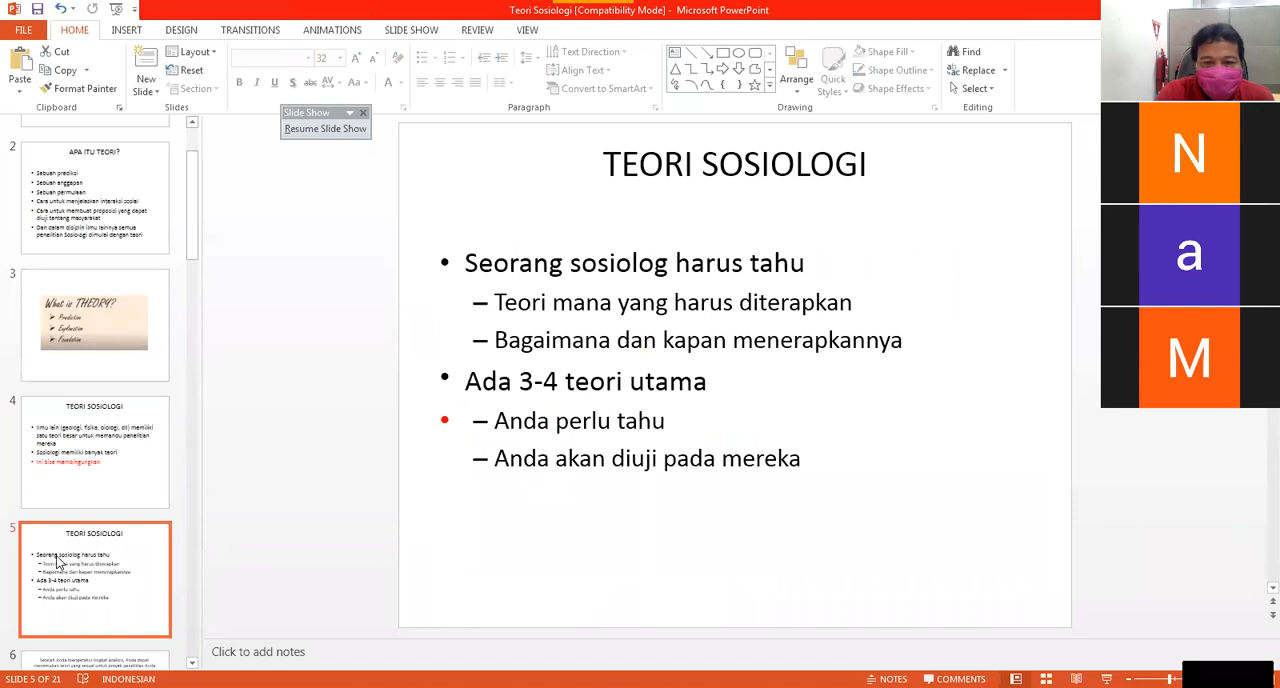 Teori Sosiologi [Compatibility Mode] - Microsoft PowerPoint
FILE HOME INSERT DESIGN TRANSITIONS ANIMATIONS SLIDE SHOW REVIEW VIEW
Paste
Cut
Copy
Format Painter
Clipboard
New Slide
Layout
Reset
Section
Slides
32
B I U S abc AV Aa A
Paragraph
Text Direction
Align Text
Convert to SmartArt
Arrange
Quick Styles
Shape Fill
Shape Outline
Shape Effects
Drawing
Find
Replace
Select
Editing
Slide Show
Resume Slide Show
2
APA ITU TEORI?
• Sebuah prediksi
• Sebuah anggapan
• Sebuah permulaan
• Cara untuk menjelaskan interaksi sosial
• Cara untuk membuat proposisi yang dapat
diuji tentang masyarakat
• Dan dalam disiplin ilmu lainnya semua
penelitian Sosiologi dimulai dengan teori
3
What is THEORY?
Prediction
Explanation
Foundation
4
TEORI SOSIOLOGI
• Ilmu lain (geologi, fisika, biologi, dll) memiliki
satu teori besar untuk memandu penelitian
mereka
• Sosiologi memiliki banyak teori
• Ini bisa membingungkan
5
TEORI SOSIOLOGI
• Seorang sosiolog harus tahu
– Teori mana yang harus diterapkan
– Bagaimana dan kapan menerapkannya
• Ada 3-4 teori utama
– Anda perlu tahu
– Anda akan diuji pada mereka
6
TEORI SOSIOLOGI
• Seorang sosiolog harus tahu
– Teori mana yang harus diterapkan
– Bagaimana dan kapan menerapkannya
• Ada 3-4 teori utama
• – Anda perlu tahu
– Anda akan diuji pada mereka
Click to add notes
N
a
M
SLIDE 5 OF 21 INDONESIAN NOTES COMMENTS